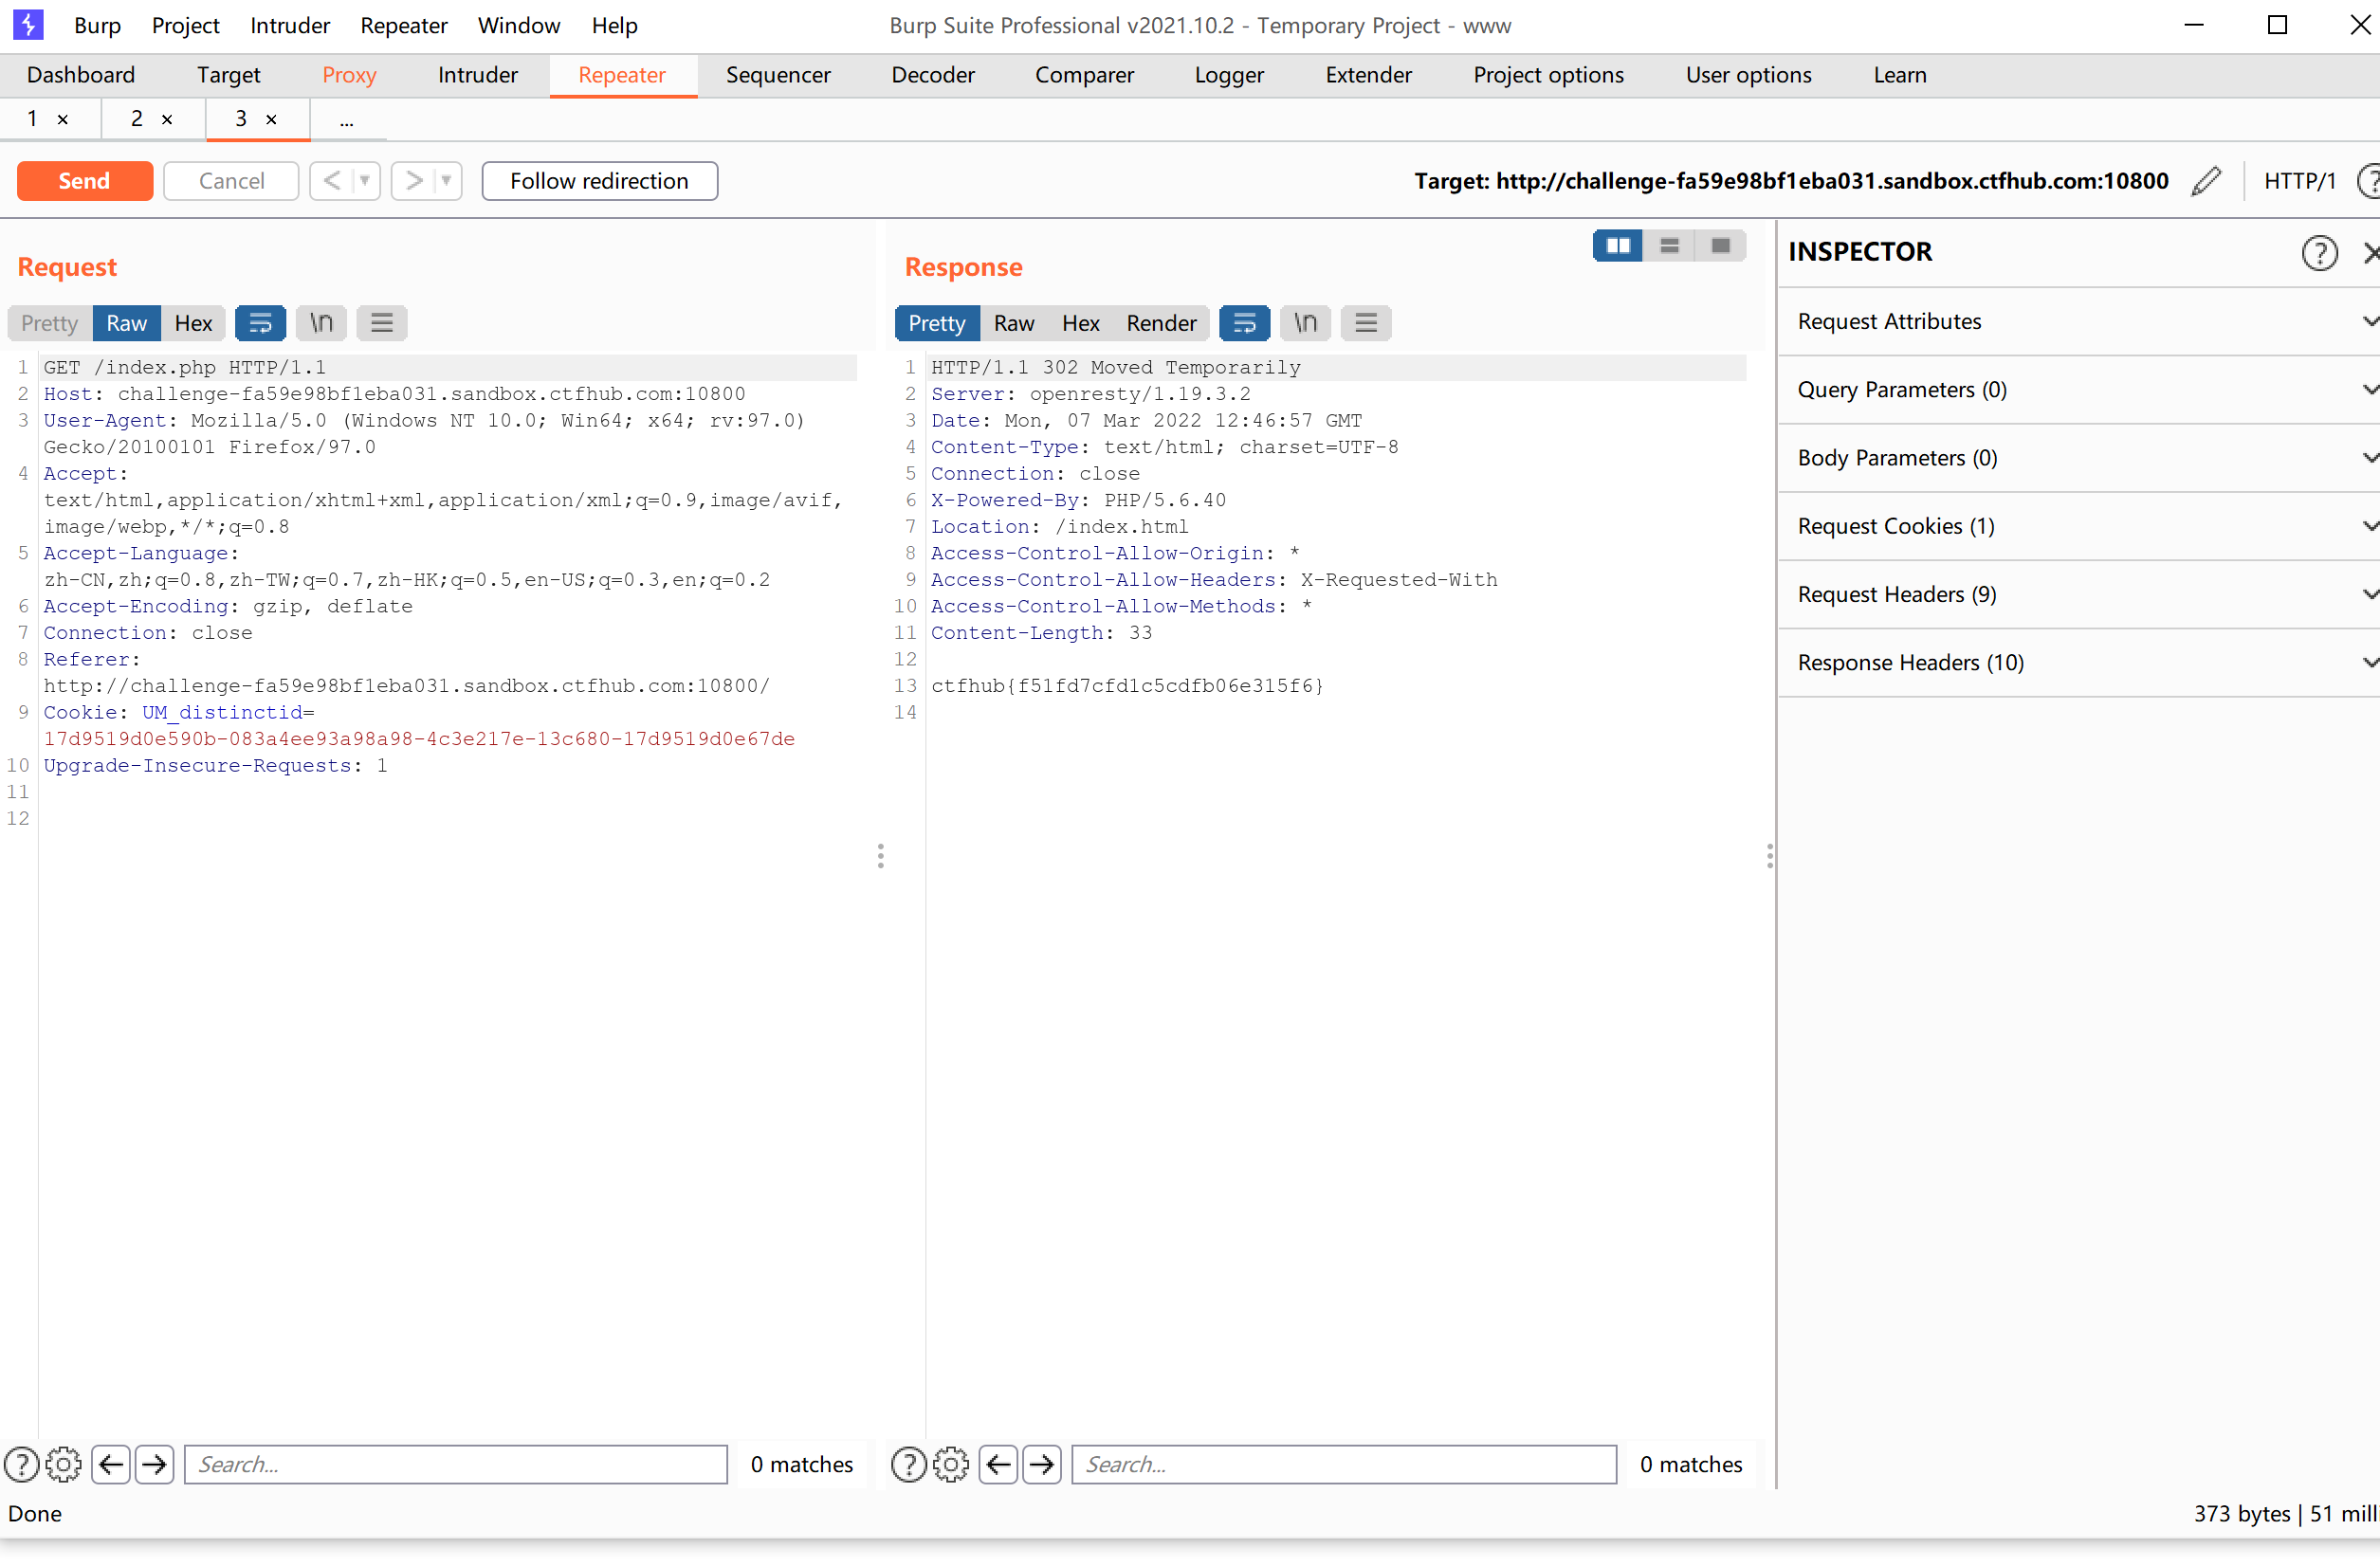 Burp Project Intruder Repeater Window Help Burp Suite Professional v2021.10.2 - Temporary Project - www
Dashboard Target Proxy Intruder Repeater Sequencer Decoder Comparer Logger Extender Project options User options Learn
1 × 2 × 3 × ...
Send Cancel < > Follow redirection Target: http://challenge-fa59e98bf1eba031.sandbox.ctfhub.com:10800 HTTP/1 ?
Request
Pretty Raw Hex \n
1 GET /index.php HTTP/1.1
2 Host: challenge-fa59e98bf1eba031.sandbox.ctfhub.com:10800
3 User-Agent: Mozilla/5.0 (Windows NT 10.0; Win64; x64; rv:97.0)
Gecko/20100101 Firefox/97.0
4 Accept:
text/html,application/xhtml+xml,application/xml;q=0.9,image/avif,
image/webp,*/*;q=0.8
5 Accept-Language:
zh-CN,zh;q=0.8,zh-TW;q=0.7,zh-HK;q=0.5,en-US;q=0.3,en;q=0.2
6 Accept-Encoding: gzip, deflate
7 Connection: close
8 Referer:
http://challenge-fa59e98bf1eba031.sandbox.ctfhub.com:10800/
9 Cookie: UM_distinctid=
17d9519d0e590b-083a4ee93a98a98-4c3e217e-13c680-17d9519d0e67de
10 Upgrade-Insecure-Requests: 1
11
12
? Search... 0 matches
Response
Pretty Raw Hex Render \n
1 HTTP/1.1 302 Moved Temporarily
2 Server: openresty/1.19.3.2
3 Date: Mon, 07 Mar 2022 12:46:57 GMT
4 Content-Type: text/html; charset=UTF-8
5 Connection: close
6 X-Powered-By: PHP/5.6.40
7 Location: /index.html
8 Access-Control-Allow-Origin: *
9 Access-Control-Allow-Headers: X-Requested-With
10 Access-Control-Allow-Methods: *
11 Content-Length: 33
12
13 ctfhub{f51fd7cfd1c5cdfb06e315f6}
14
? Search... 0 matches
INSPECTOR ?
Request Attributes
Query Parameters (0)
Body Parameters (0)
Request Cookies (1)
Request Headers (9)
Response Headers (10)
Done 373 bytes | 51 milli